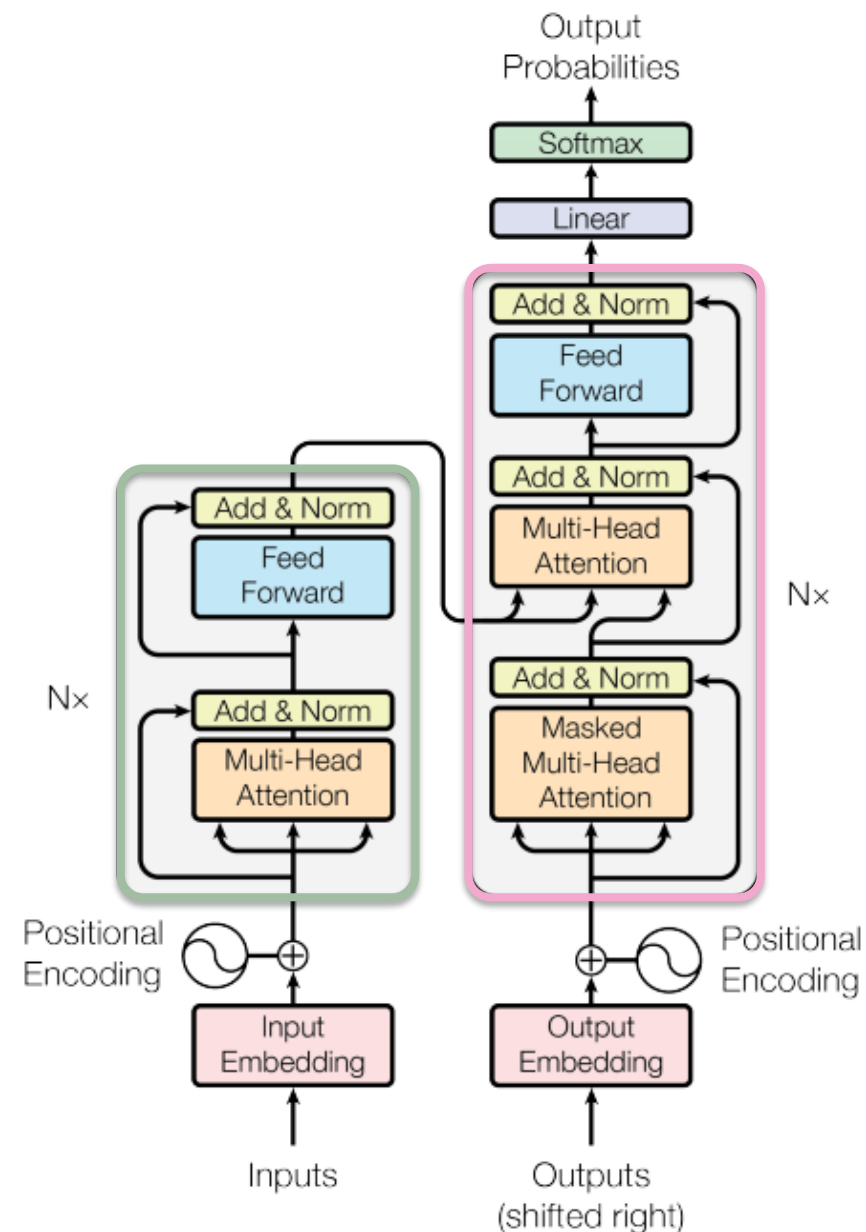 Output
Probabilities
Softmax
Linear
Add & Norm
Feed
Forward
Add & Norm
Multi-Head
Attention
Nx
Add & Norm
Masked
Multi-Head
Attention
Add & Norm
Feed
Forward
Nx
Add & Norm
Multi-Head
Attention
Positional
Encoding
Positional
Encoding
Input
Embedding
Output
Embedding
Inputs
Outputs
(shifted right)